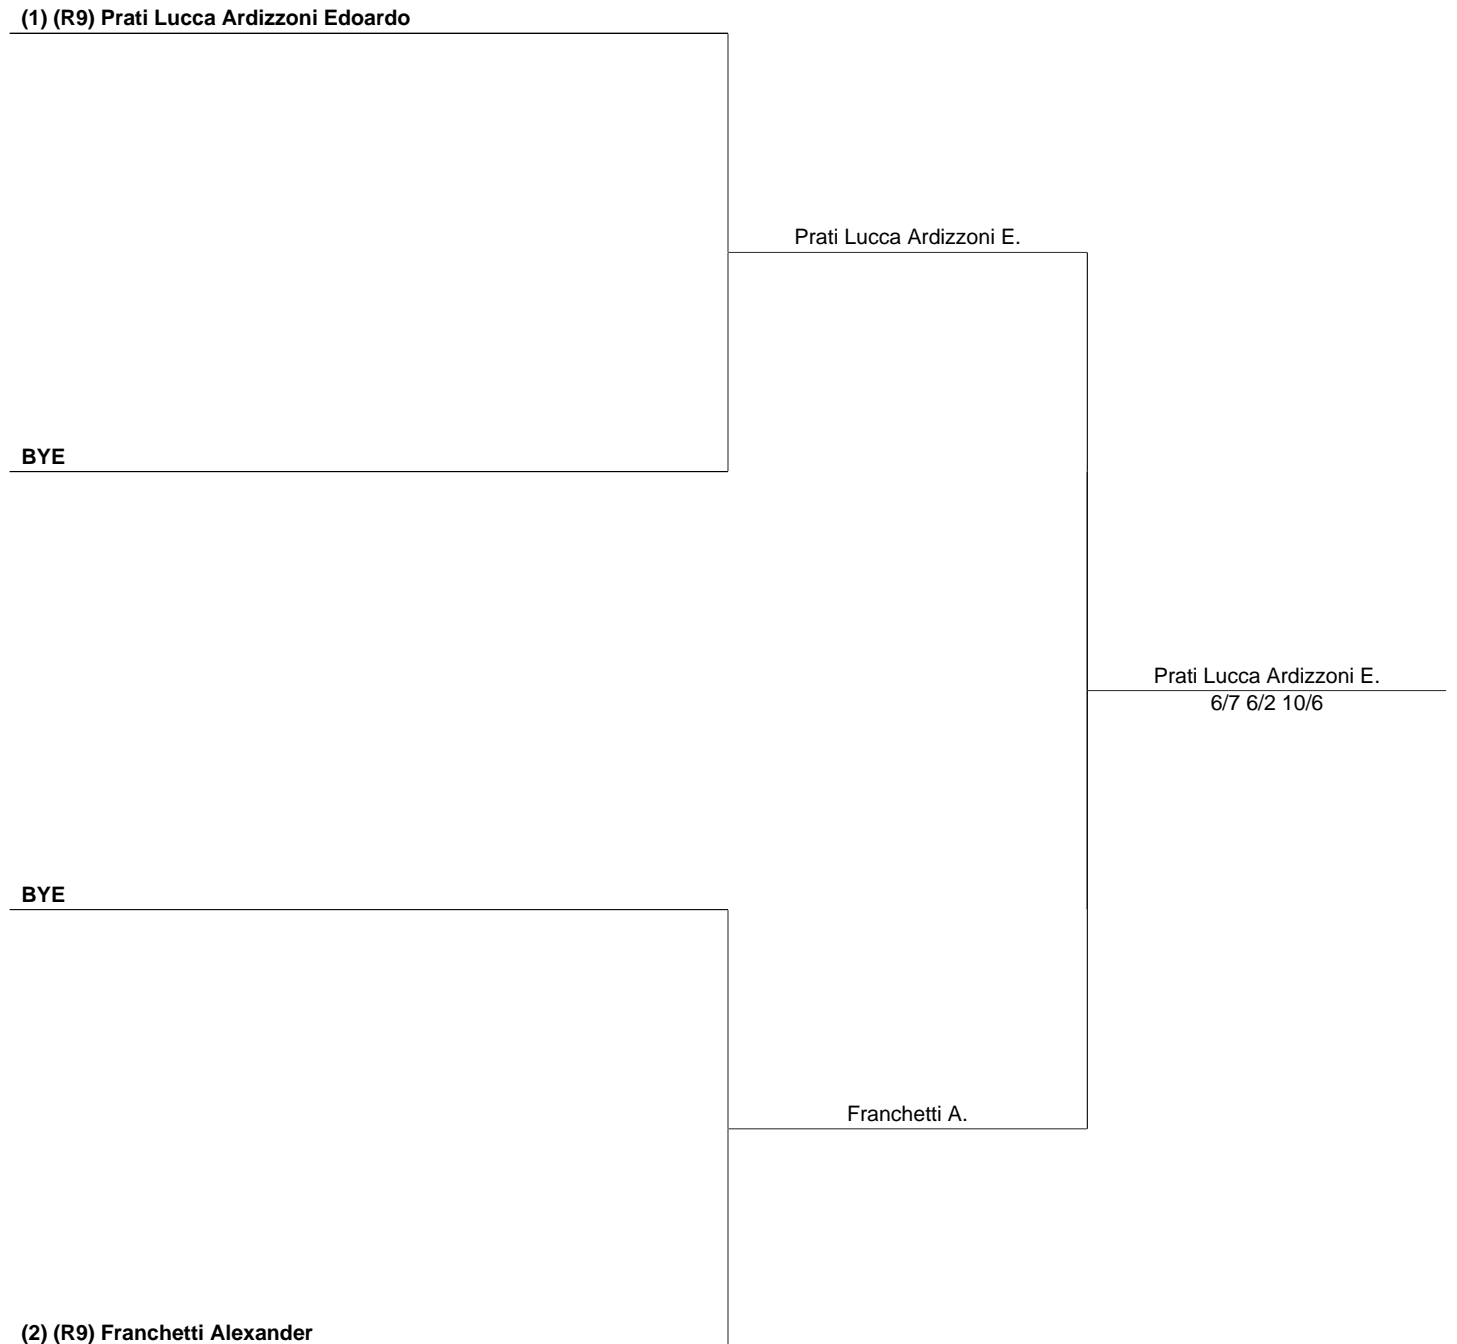 (1) (R9) Prati Lucca Ardizzoni Edoardo
Prati Lucca Ardizzoni E.
BYE
Prati Lucca Ardizzoni E.
6/7 6/2 10/6
BYE
Franchetti A.
(2) (R9) Franchetti Alexander